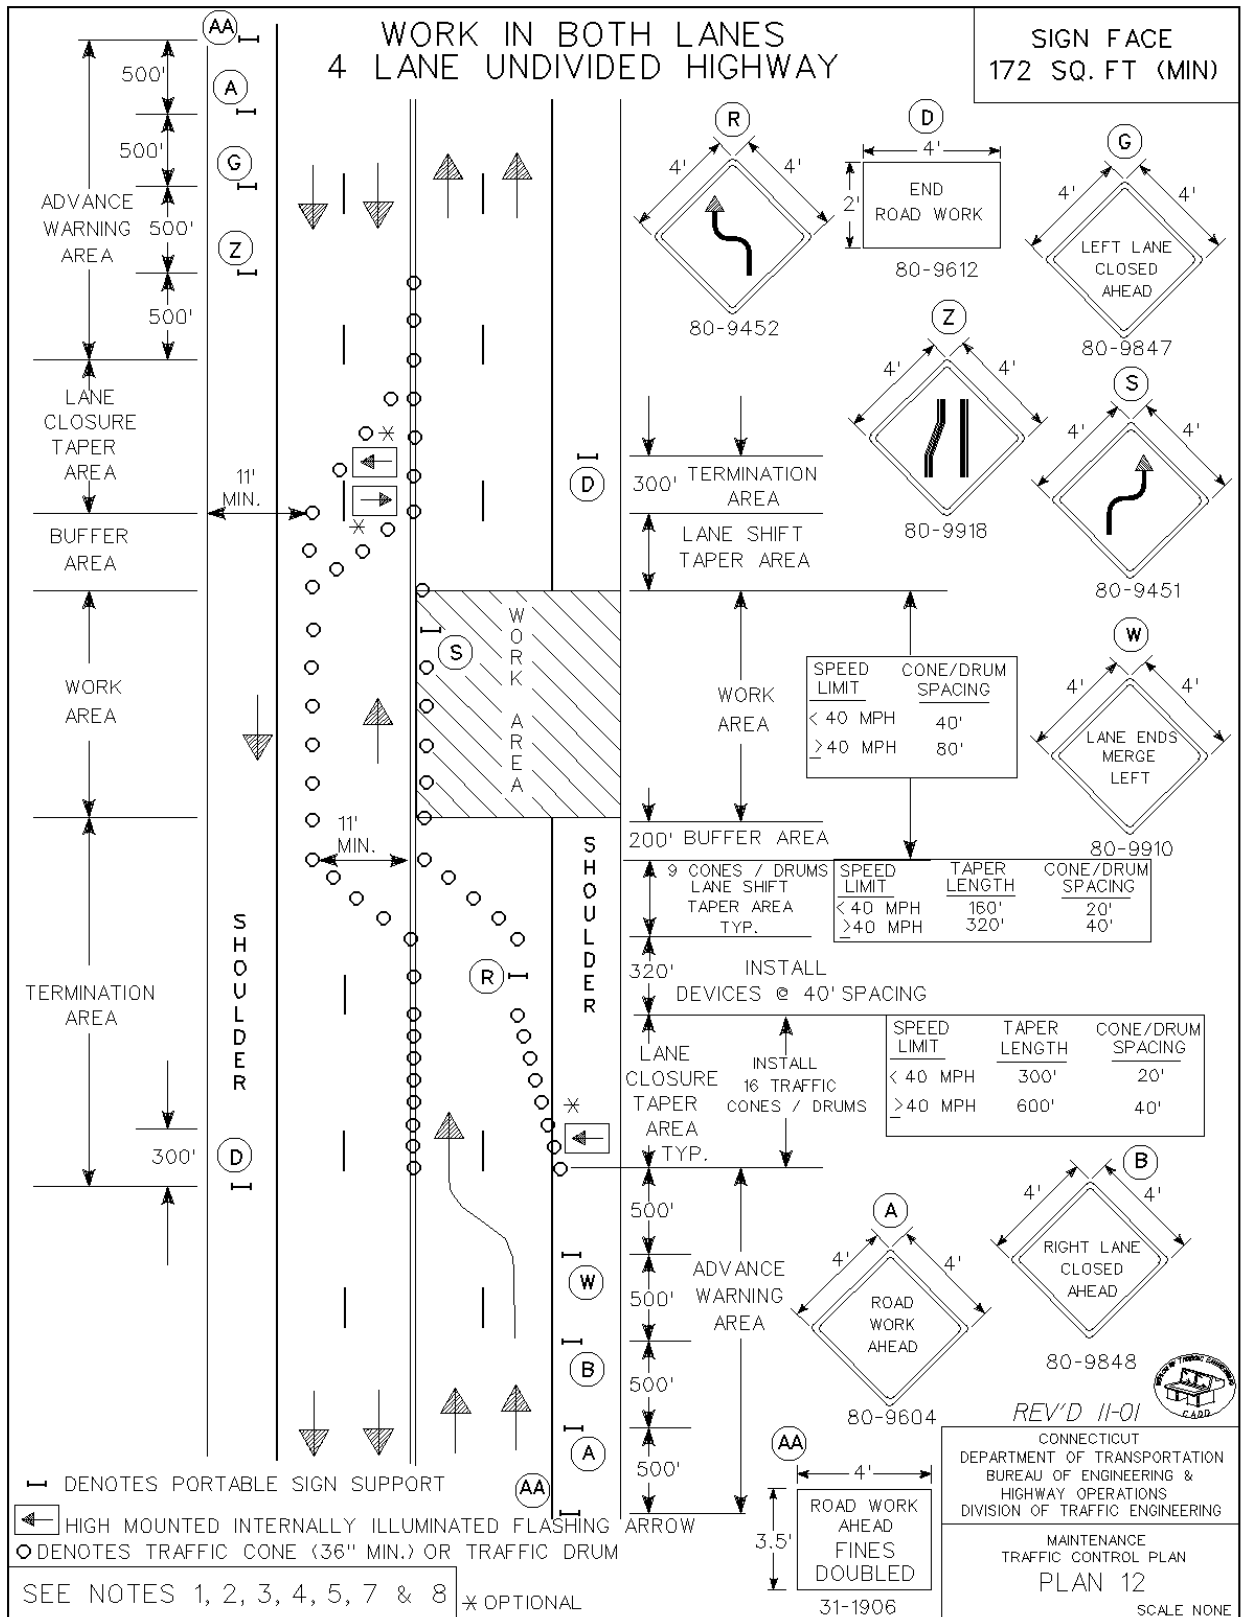 WORK IN BOTH LANES
4 LANE UNDIVIDED HIGHWAY
SIGN FACE
172 SQ. FT (MIN)
AA
500'
A
500'
G
ADVANCE
WARNING
AREA
500'
Z
500'
LANE
CLOSURE
TAPER
AREA
11'
MIN.
BUFFER
AREA
WORK
AREA
TERMINATION
AREA
SHOULDER
300'
D
*
*
S
WORK AREA
11'
MIN.
R
*
D
300' TERMINATION
AREA
LANE SHIFT
TAPER AREA
WORK
AREA
SPEED
LIMIT
CONE/DRUM
SPACING
< 40 MPH 40'
≥40 MPH 80'
SHOULDER
200' BUFFER AREA
9 CONES / DRUMS
LANE SHIFT
TAPER AREA
TYP.
SPEED
LIMIT
TAPER
LENGTH
CONE/DRUM
SPACING
< 40 MPH 160' 20'
≥40 MPH 320' 40'
320' INSTALL
DEVICES @ 40' SPACING
LANE
CLOSURE
TAPER
AREA
TYP.
INSTALL
16 TRAFFIC
CONES / DRUMS
SPEED
LIMIT
TAPER
LENGTH
CONE/DRUM
SPACING
< 40 MPH 300' 20'
≥40 MPH 600' 40'
500'
W
500'
B
500'
A
500'
AA
ADVANCE
WARNING
AREA
R
4' 4'
80-9452
D
4'
2'
END
ROAD WORK
80-9612
G
4' 4'
LEFT LANE
CLOSED
AHEAD
80-9847
Z
4' 4'
80-9918
S
4' 4'
80-9451
W
4' 4'
LANE ENDS
MERGE
LEFT
80-9910
B
4' 4'
RIGHT LANE
CLOSED
AHEAD
80-9848
A
4' 4'
ROAD
WORK
AHEAD
80-9604
AA
4'
3.5'
ROAD WORK
AHEAD
FINES
DOUBLED
31-1906
CADD
REV'D 11-01
CONNECTICUT
DEPARTMENT OF TRANSPORTATION
BUREAU OF ENGINEERING &
HIGHWAY OPERATIONS
DIVISION OF TRAFFIC ENGINEERING
MAINTENANCE
TRAFFIC CONTROL PLAN
PLAN 12
SCALE NONE
DENOTES PORTABLE SIGN SUPPORT
HIGH MOUNTED INTERNALLY ILLUMINATED FLASHING ARROW
DENOTES TRAFFIC CONE (36" MIN.) OR TRAFFIC DRUM
SEE NOTES 1, 2, 3, 4, 5, 7 & 8
* OPTIONAL